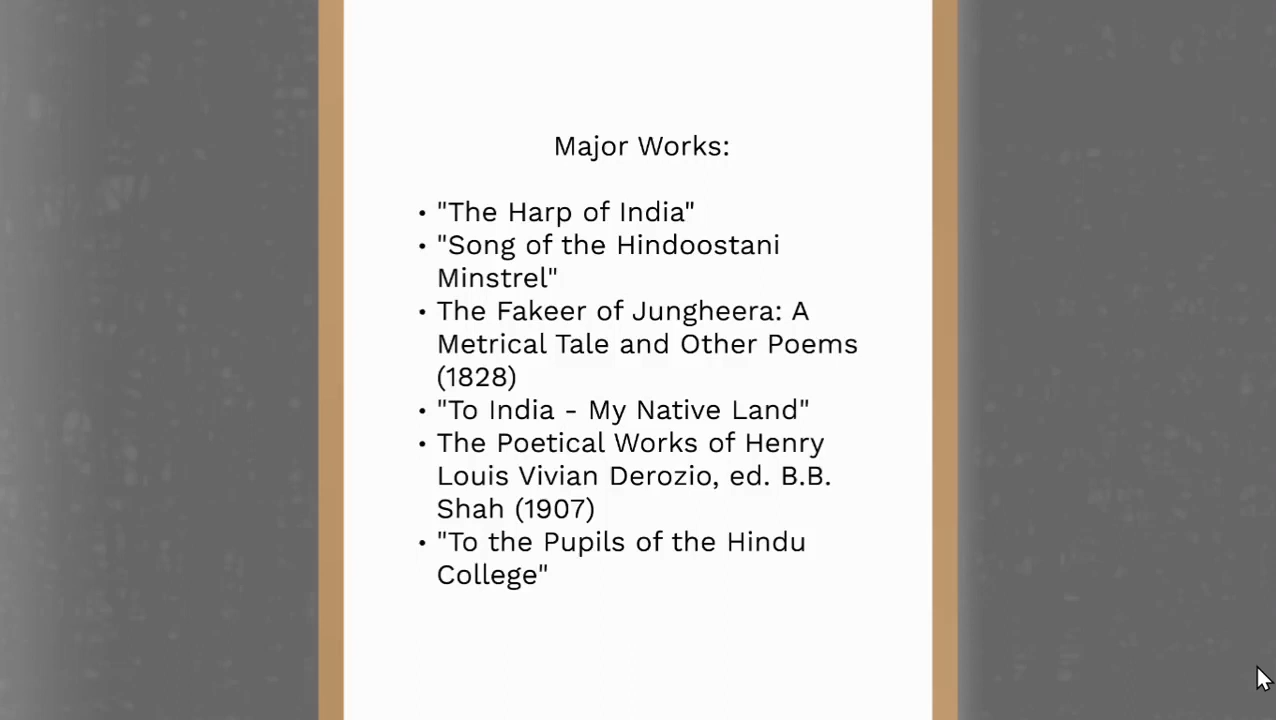 Major Works:
• "The Harp of India"
• "Song of the Hindoostani
Minstrel"
• The Fakeer of Jungheera: A
Metrical Tale and Other Poems
(1828)
• "To India - My Native Land"
• The Poetical Works of Henry
Louis Vivian Derozio, ed. B.B.
Shah (1907)
• "To the Pupils of the Hindu
College"